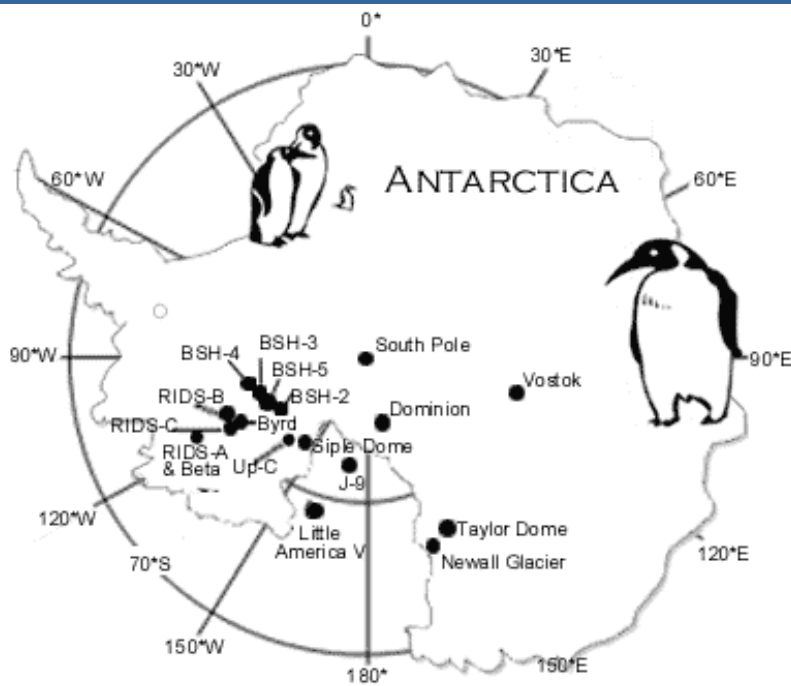 0*
30*W
30*E
60*W
ANTARCTICA
60*E
BSH-3
South Pole
BSH-4
90*W
BSH-5
90*E
Vostok
RIDS-B
BSH-2
Dominion
RIDS-C
Byrd
RIDS-A
& Beta
Up-C
Siple Dome
J-9
120*W
Little
America V
Taylor Dome
Newall Glacier
120*E
70*S
150*W
180*
150*E